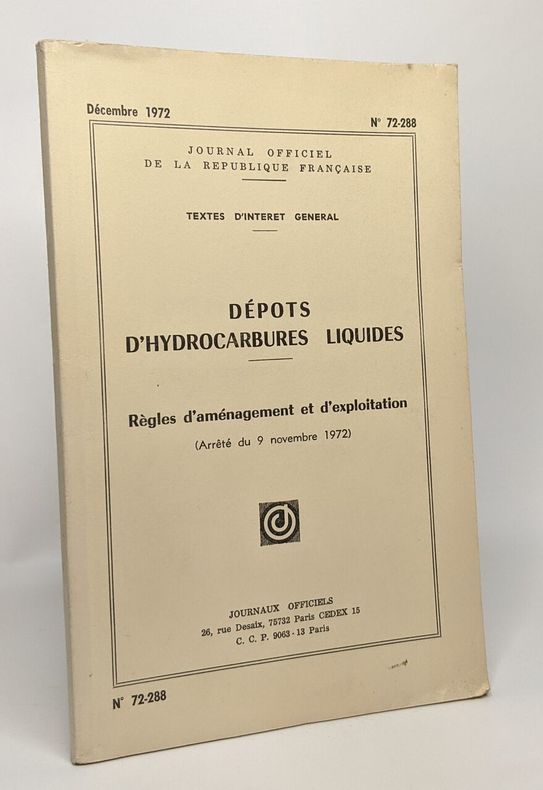 Décembre 1972
N° 72-288
JOURNAL OFFICIEL
DE LA REPUBLIQUE FRANÇAISE
TEXTES D'INTERET GENERAL
DÉPOTS
D'HYDROCARBURES LIQUIDES
Règles d'aménagement et d'exploitation
(Arrêté du 9 novembre 1972)
JOURNAUX OFFICIELS
26, rue Desaix, 75732 Paris CEDEX 15
C. C. P. 9063 - 13 Paris
N° 72-288